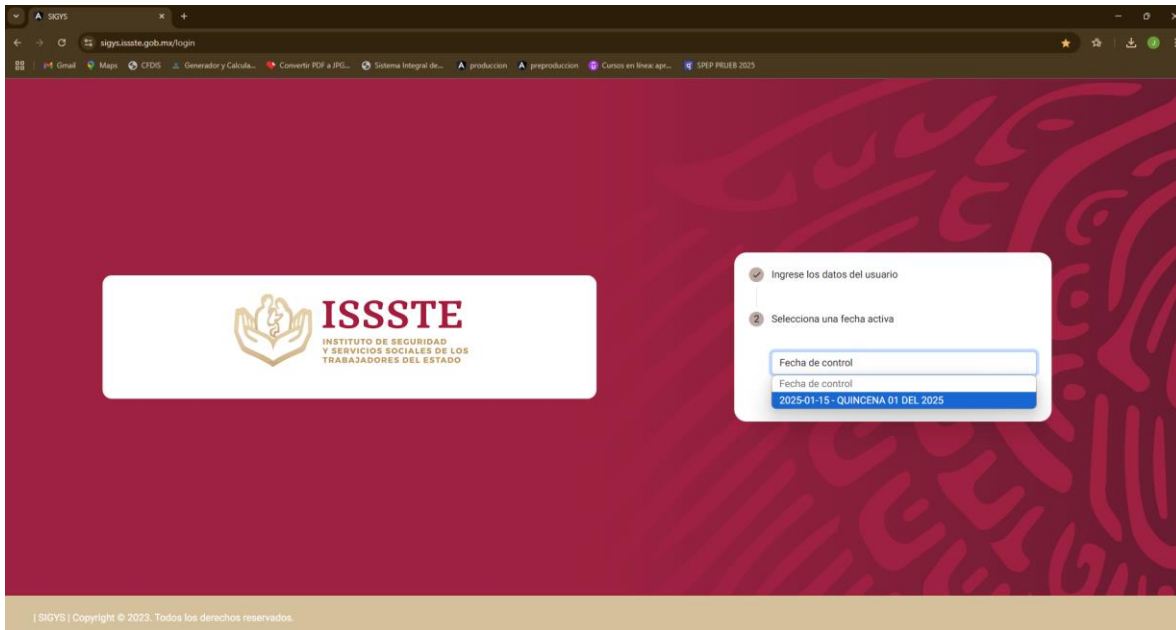 SIGYS
sigys.issste.gob.mx/login
Gmail Maps CFDIS Generador y Calcula... Convertir PDF a JPG... Sistema Integral de... produccion preproduccion Cursos en línea: apr... SPEP PRUEB 2025
ISSSTE
INSTITUTO DE SEGURIDAD
Y SERVICIOS SOCIALES DE LOS
TRABAJADORES DEL ESTADO
Ingrese los datos del usuario
2 Selecciona una fecha activa
Fecha de control
Fecha de control
2025-01-15 - QUINCENA 01 DEL 2025
| SIGYS | Copyright © 2023. Todos los derechos reservados.